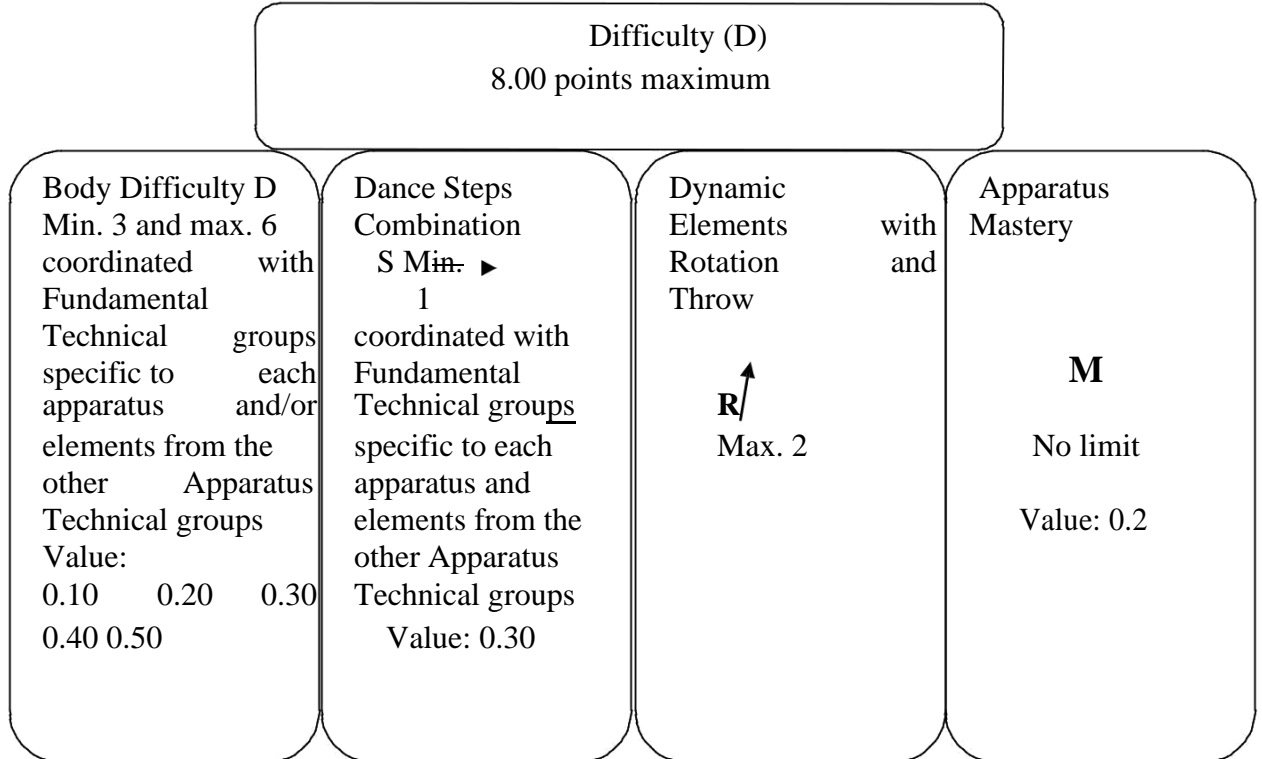 Difficulty (D)
8.00 points maximum
Body Difficulty D
Min. 3 and max. 6
coordinated with
Fundamental
Technical groups
specific to each
apparatus and/or
elements from the
other Apparatus
Technical groups
Value:
0.10 0.20 0.30
0.40 0.50
Dance Steps
Combination
S Min. ►
1
coordinated with
Fundamental
Technical groups
specific to each
apparatus and
elements from the
other Apparatus
Technical groups
Value: 0.30
Dynamic
Elements with
Rotation and
Throw
R
Max. 2
Apparatus
Mastery
M
No limit
Value: 0.2